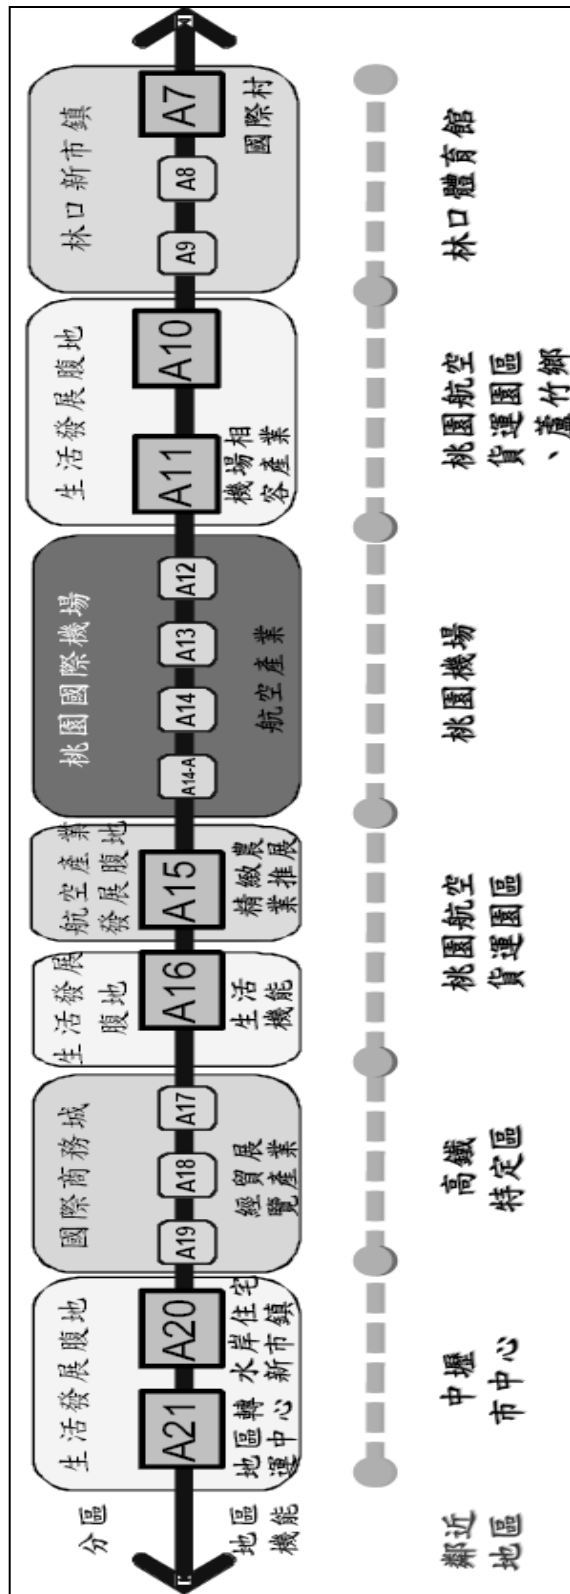 分區
生活發展腹地
國際商務城
生活發展
腹地
航空產業
發展腹地
桃園國際機場
生活發展腹地
林口新市鎮
A21
A20
A19
A18
A17
A16
A15
A14-A
A14
A13
A12
A11
A10
A9
A8
A7
地區
機能
地區轉
運中心
水岸住宅
新市鎮
經貿展
覽產業
生活
機能
精緻農
業推展
航空產業
機場相
容產業
國際村
鄰近
地區
中壢
市中心
高鐵
特定區
桃園航空
貨運園區
桃園機場
桃園航空
貨運園區
、蘆竹鄉
林口體育館